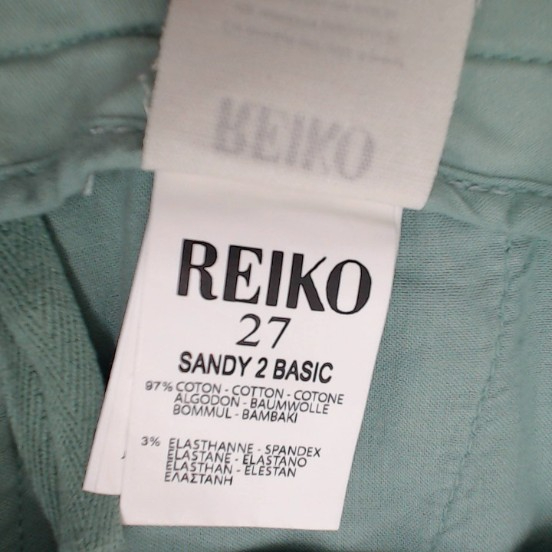 REIKO
REIKO
27
SANDY 2 BASIC
97% COTON - COTTON - COTONE
ALGODON - BAUMWOLLE
BOMMUL - BAMBAKI
3% ELASTHANNE - SPANDEX
ELASTANE - ELASTANO
ELASTHAN - ELESTAN
ΕΛΑΣΤΑΝΗ